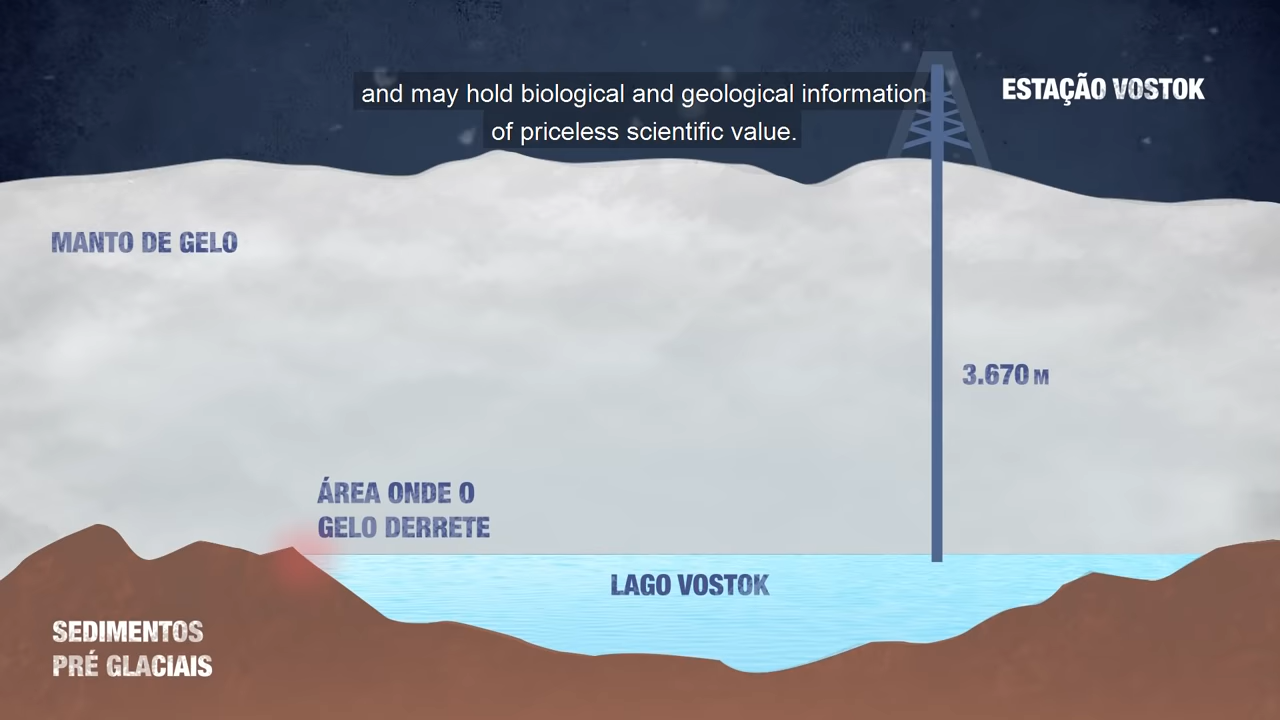 and may hold biological and geological information
of priceless scientific value.
ESTAÇÃO VOSTOK
MANTO DE GELO
3.670 M
ÁREA ONDE O
GELO DERRETE
LAGO VOSTOK
SEDIMENTOS
PRÉ GLACIAIS